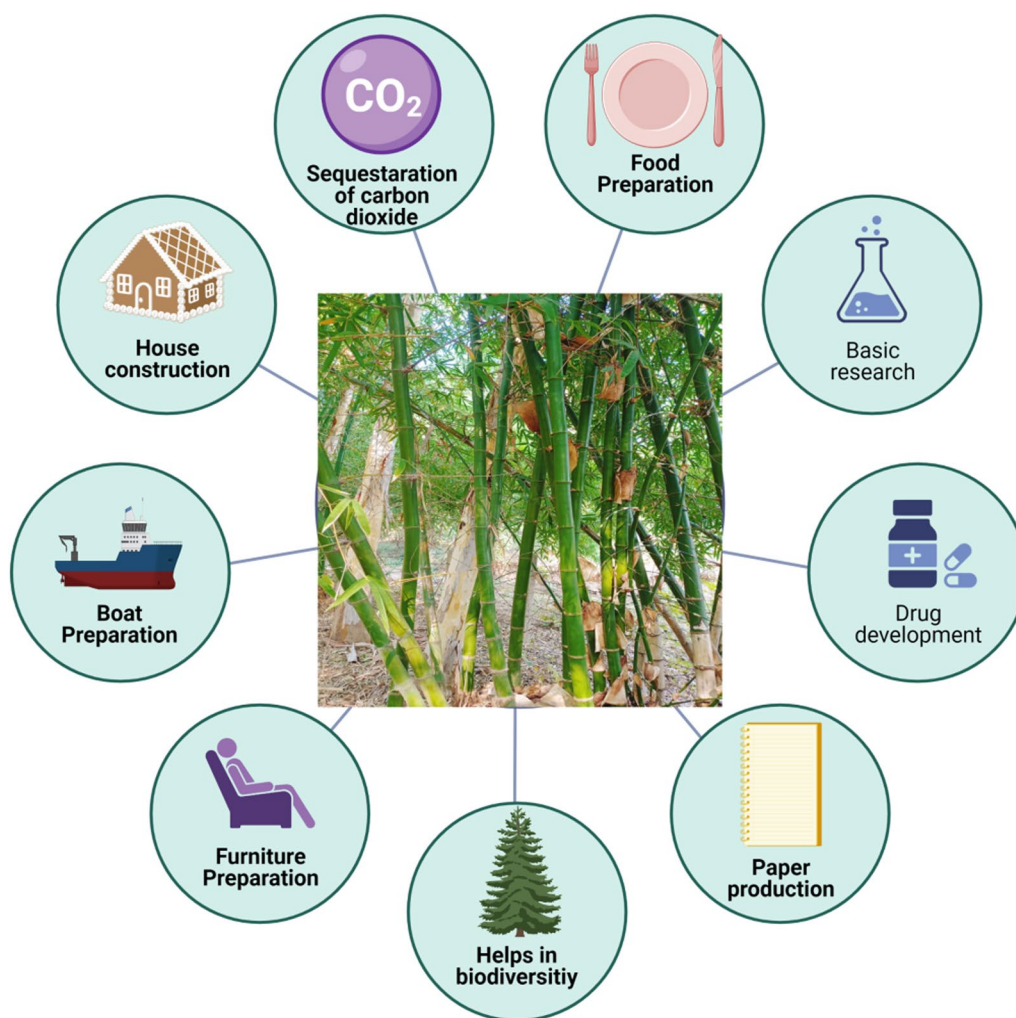 CO₂
Sequestaration
of carbon
dioxide
Food
Preparation
Basic
research
Drug
development
Paper
production
Helps in
biodiversitiy
Furniture
Preparation
Boat
Preparation
House
construction